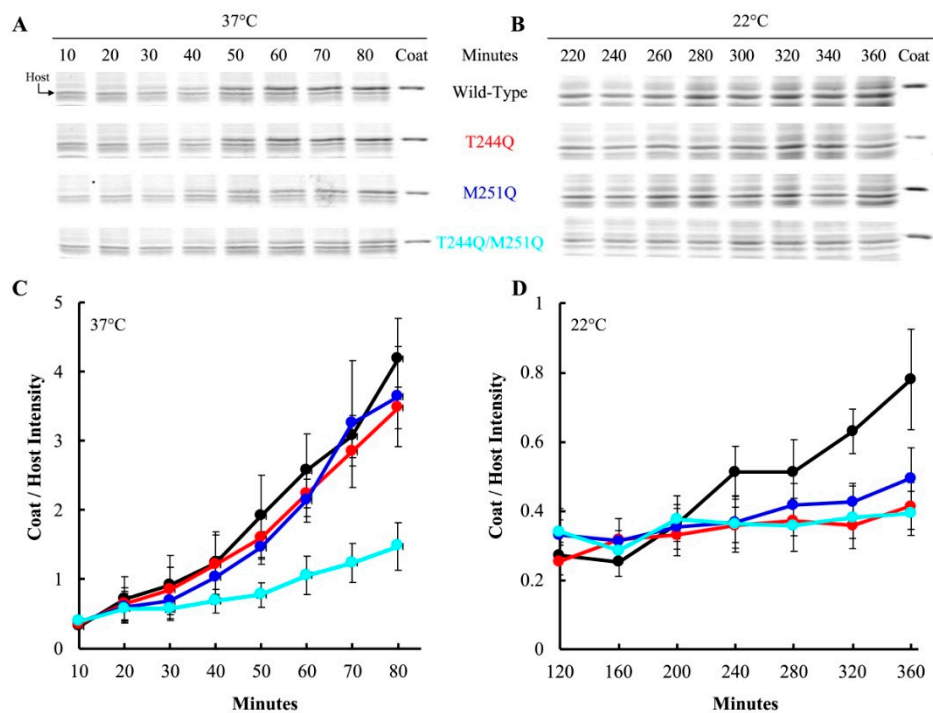 A 37°C B 22°C
10 20 30 40 50 60 70 80 Coat Minutes 220 240 260 280 300 320 340 360 Coat
Host
Wild-Type
T244Q
M251Q
T244Q/M251Q
C
37°C
Coat / Host Intensity
5
4
3
2
1
0
10 20 30 40 50 60 70 80
Minutes
D
22°C
Coat / Host Intensity
1
0.8
0.6
0.4
0.2
0
120 160 200 240 280 320 360
Minutes